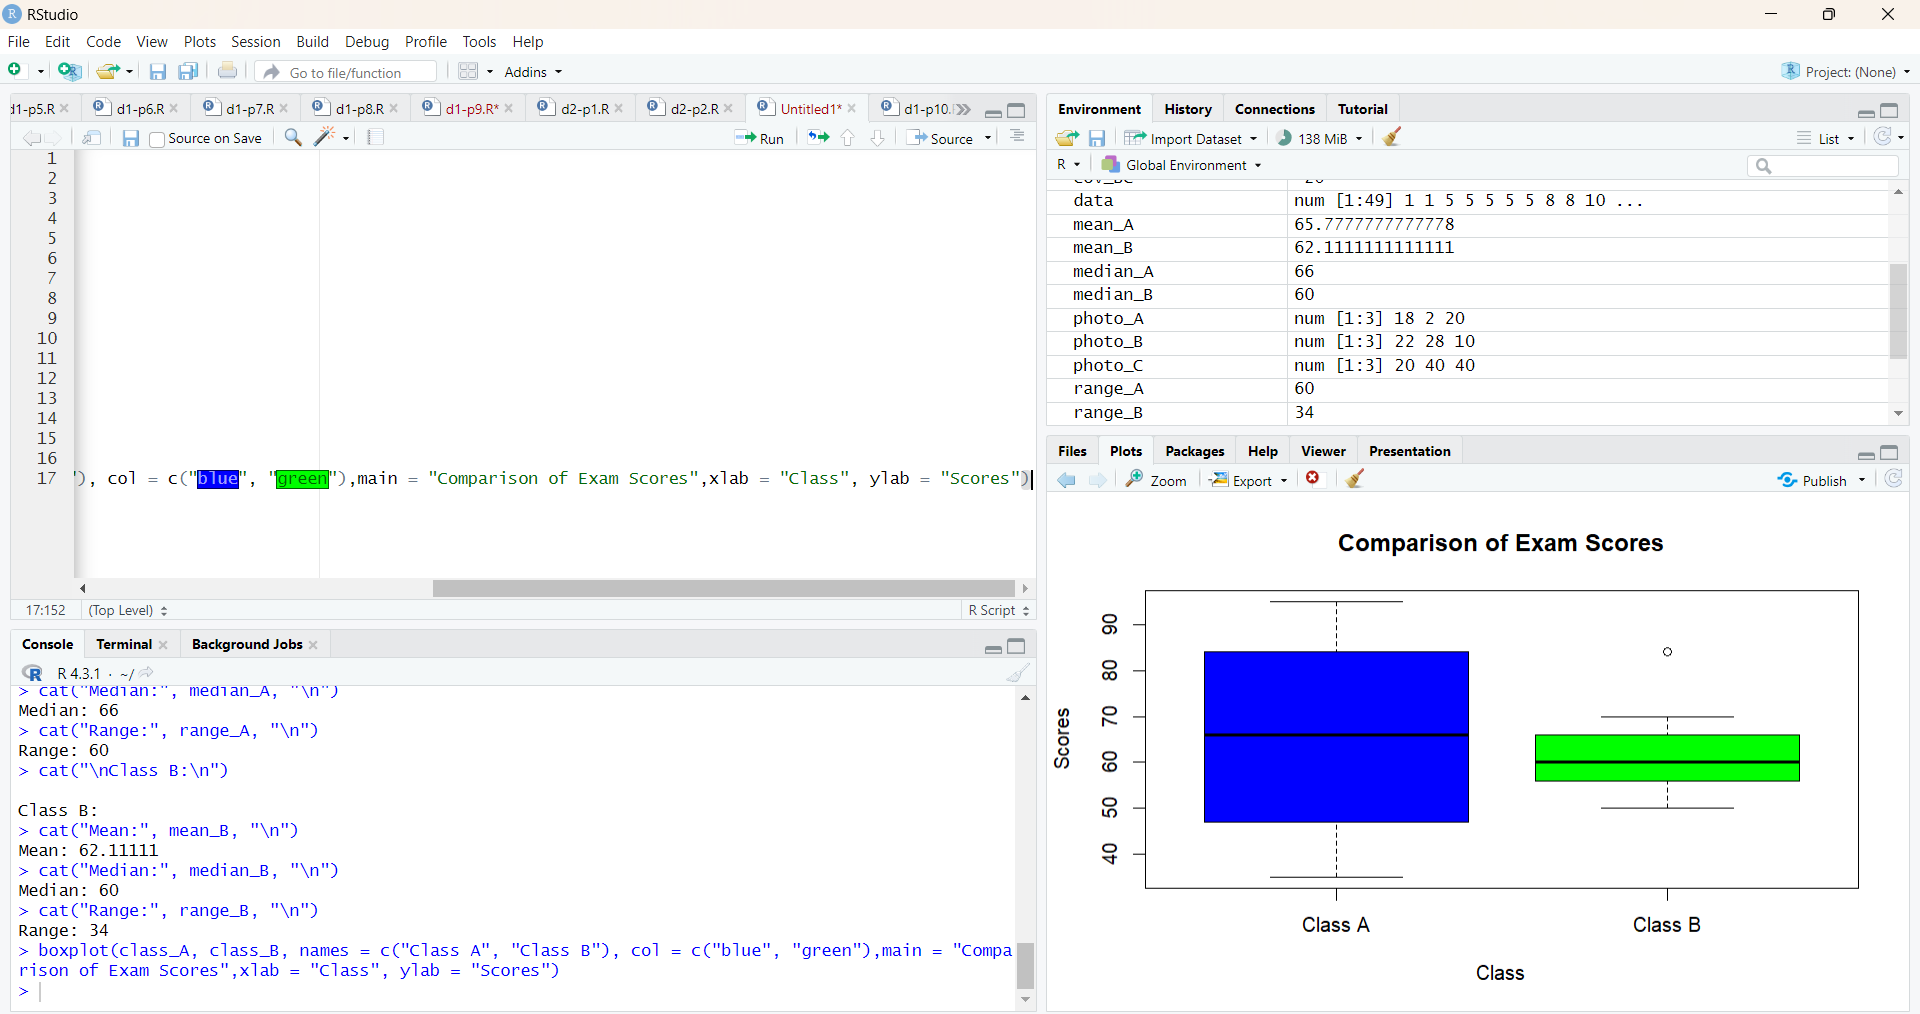 RStudio
File Edit Code View Plots Session Build Debug Profile Tools Help
Go to file/function Addins Project: (None)
d1-p5.R d1-p6.R d1-p7.R d1-p8.R d1-p9.R* d2-p1.R d2-p2.R Untitled1* d1-p10.
Source on Save Run Source
1
2
3
4
5
6
7
8
9
10
11
12
13
14
15
16
17 "), col = c("blue", "green"),main = "Comparison of Exam Scores",xlab = "Class", ylab = "Scores")
17:152 (Top Level) R Script
Console Terminal Background Jobs
R 4.3.1 · ~/
> cat("Median:", median_A, "\n")
Median: 66
> cat("Range:", range_A, "\n")
Range: 60
> cat("\nClass B:\n")
Class B:
> cat("Mean:", mean_B, "\n")
Mean: 62.11111
> cat("Median:", median_B, "\n")
Median: 60
> cat("Range:", range_B, "\n")
Range: 34
> boxplot(class_A, class_B, names = c("Class A", "Class B"), col = c("blue", "green"),main = "Compa
rison of Exam Scores",xlab = "Class", ylab = "Scores")
>
Environment History Connections Tutorial
Import Dataset 138 MiB List
R Global Environment
data num [1:49] 1 1 5 5 5 5 5 8 8 10 ...
mean_A 65.7777777777778
mean_B 62.1111111111111
median_A 66
median_B 60
photo_A num [1:3] 18 2 20
photo_B num [1:3] 22 28 10
photo_C num [1:3] 20 40 40
range_A 60
range_B 34
Files Plots Packages Help Viewer Presentation
Zoom Export Publish
Comparison of Exam Scores
90
80
70
60
50
40
Scores
Class A Class B
Class